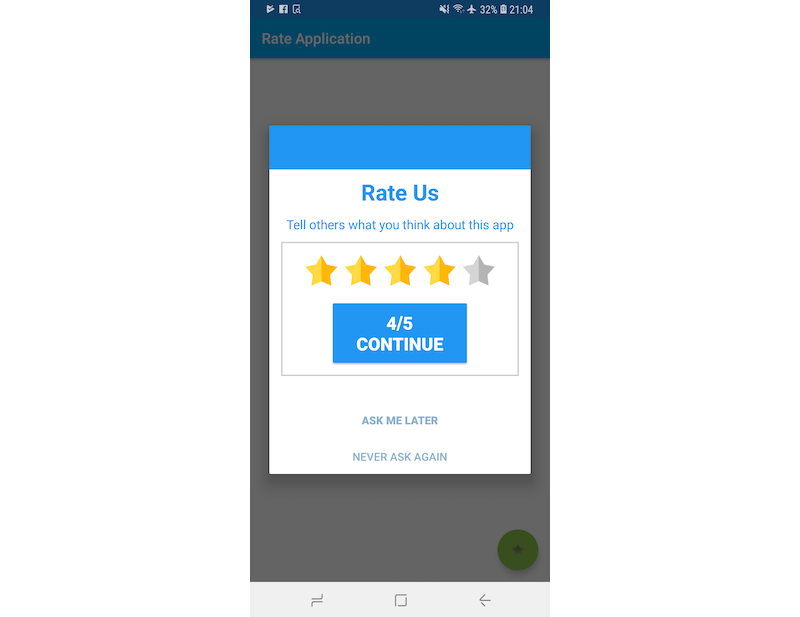 32% 21:04
Rate Application
Rate Us
Tell others what you think about this app
4/5
CONTINUE
ASK ME LATER
NEVER ASK AGAIN